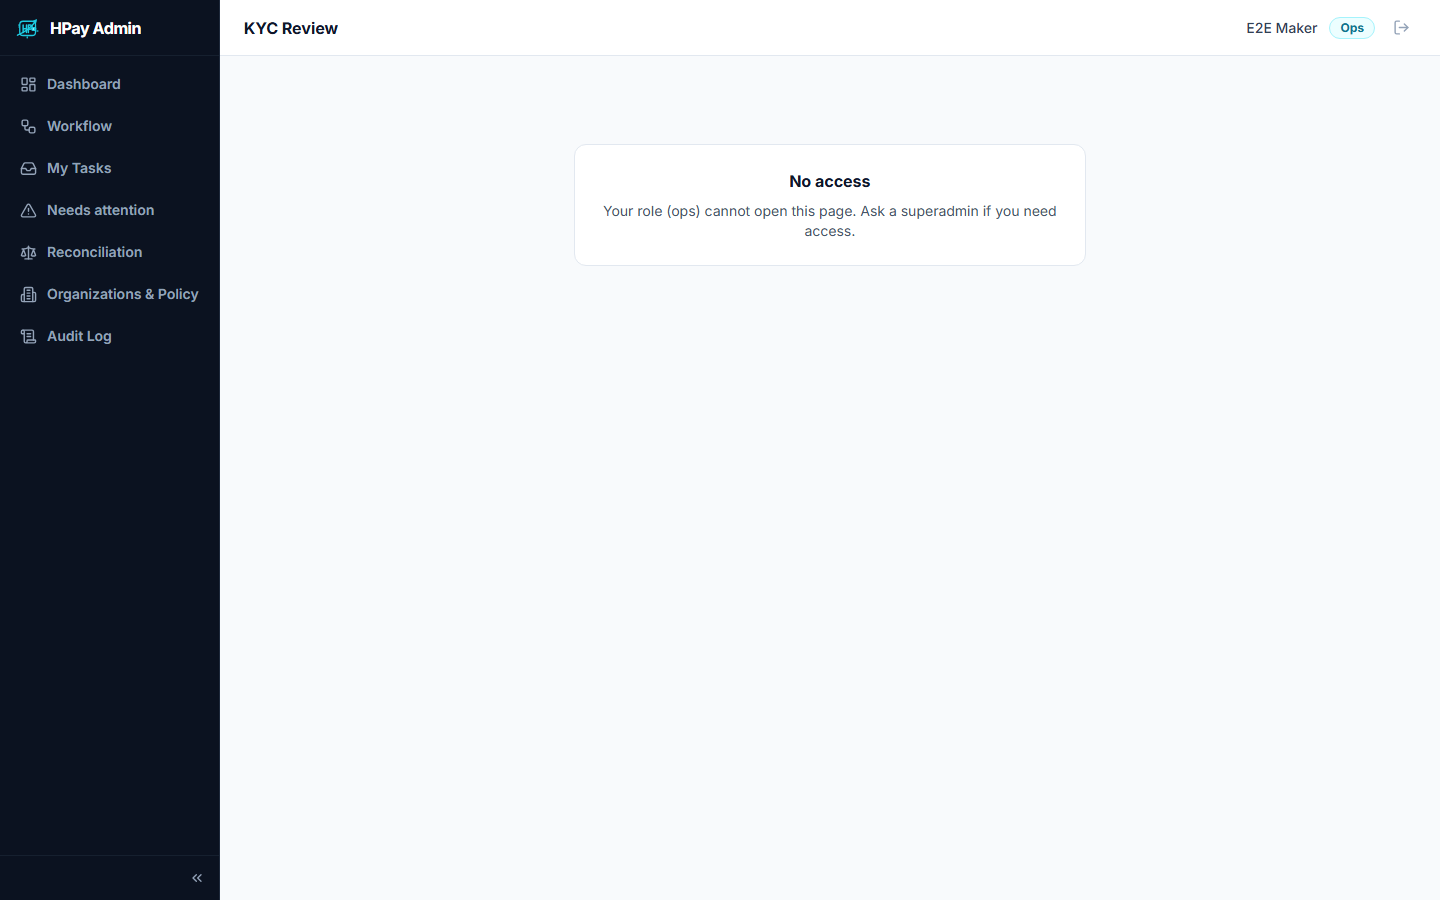 HPay Admin
KYC Review
E2E Maker
Ops
Dashboard
Workflow
My Tasks
Needs attention
Reconciliation
Organizations & Policy
Audit Log
No access
Your role (ops) cannot open this page. Ask a superadmin if you need
access.